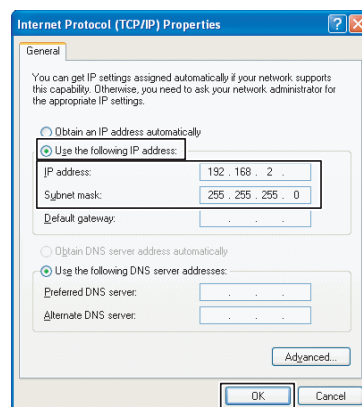 Internet Protocol (TCP/IP) Properties
General
You can get IP settings assigned automatically if your network supports
this capability. Otherwise, you need to ask your network administrator for
the appropriate IP settings.
Obtain an IP address automatically
Use the following IP address:
IP address: 192 . 168 . 2 .
Subnet mask: 255 . 255 . 255 . 0
Default gateway: . . .
Obtain DNS server address automatically
Use the following DNS server addresses:
Preferred DNS server: . . .
Alternate DNS server: . . .
Advanced...
OK Cancel